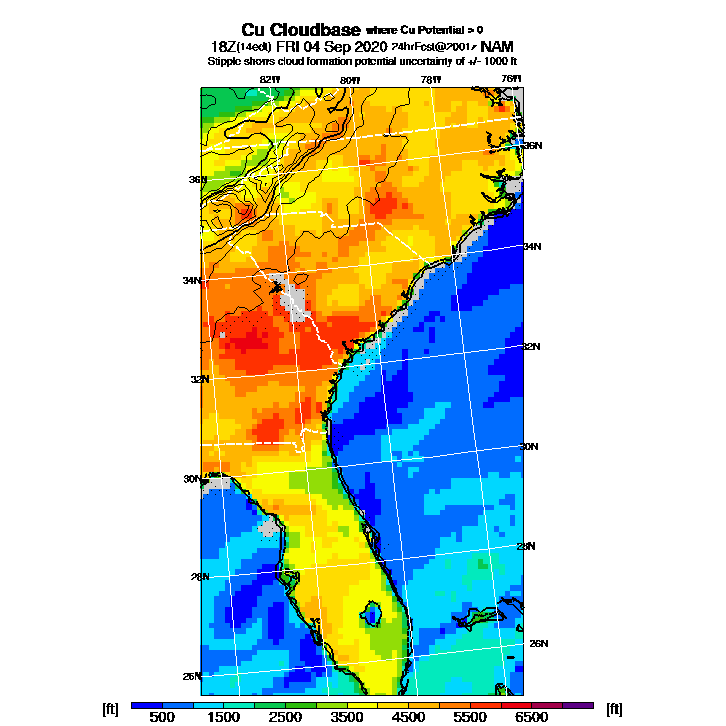 Cu Cloudbase where Cu Potential > 0
18Z(14edt) FRI 04 Sep 2020 24hrFcst@2001z NAM
Stipple shows cloud formation potential uncertainty of +/- 1000 ft
82W 80W 78W 76W
36N
36N
34N
34N
32N
32N
30N
30N
28N
28N
26N
26N
[ft] 500 1500 2500 3500 4500 5500 6500 [ft]